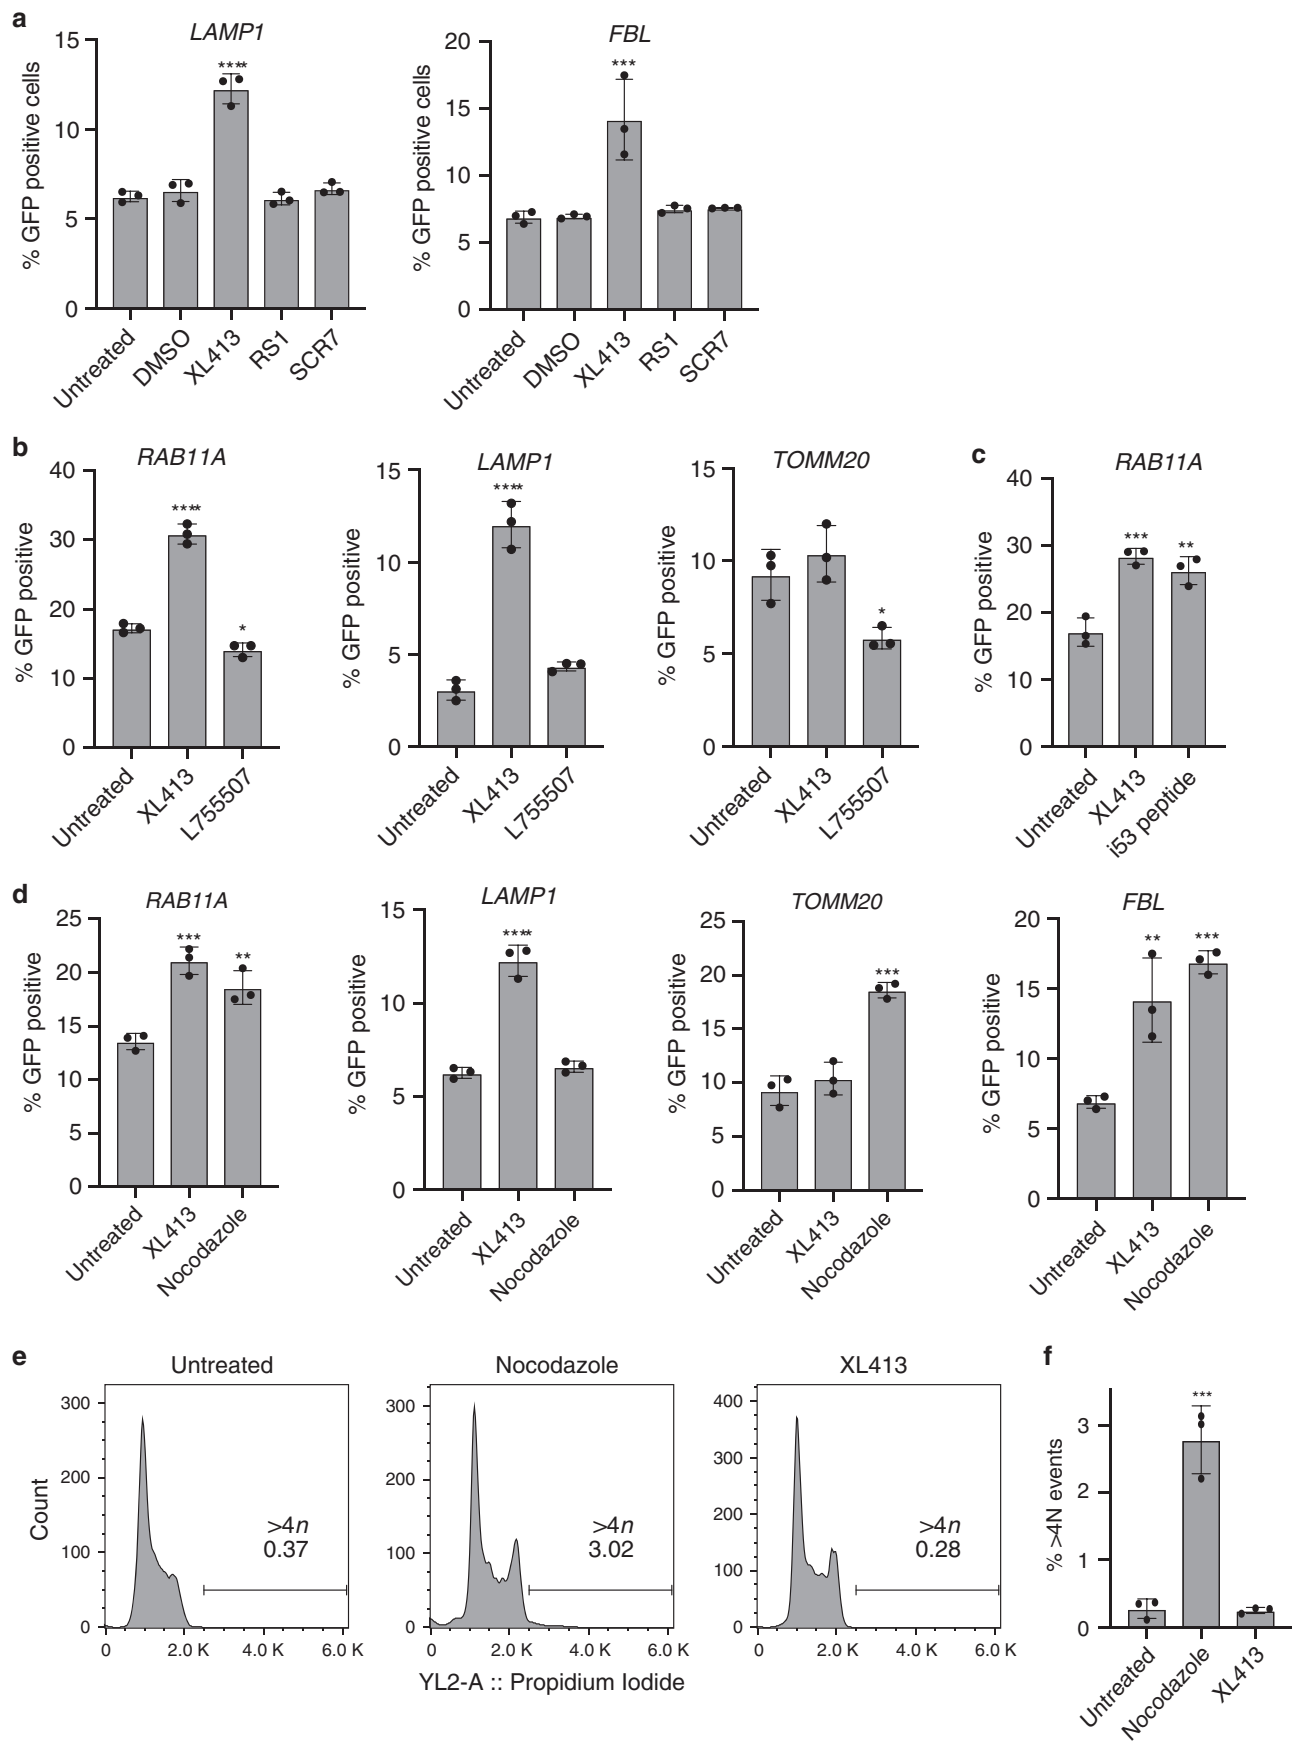 a
LAMP1
% GFP positive cells
15
10
5
0
****
Untreated
DMSO
XL413
RS1
SCR7
FBL
% GFP positive cells
20
15
10
5
0
***
Untreated
DMSO
XL413
RS1
SCR7
b
RAB11A
% GFP positive
40
30
20
10
0
****
*
Untreated
XL413
L755507
LAMP1
% GFP positive
15
10
5
0
****
Untreated
XL413
L755507
TOMM20
% GFP positive
15
10
5
0
*
Untreated
XL413
L755507
c
RAB11A
% GFP positive
40
30
20
10
0
***
**
Untreated
XL413
i53 peptide
d
RAB11A
% GFP positive
25
20
15
10
5
0
***
**
Untreated
XL413
Nocodazole
LAMP1
% GFP positive
15
10
5
0
****
Untreated
XL413
Nocodazole
TOMM20
% GFP positive
25
20
15
10
5
0
***
Untreated
XL413
Nocodazole
FBL
% GFP positive
20
15
10
5
0
**
***
Untreated
XL413
Nocodazole
e
Untreated
Count
300
200
100
0
>4n
0.37
0 2.0 K 4.0 K 6.0 K
Nocodazole
300
200
100
0
>4n
3.02
0 2.0 K 4.0 K 6.0 K
XL413
400
300
200
100
0
>4n
0.28
0 2.0 K 4.0 K 6.0 K
YL2-A :: Propidium Iodide
f
% >4N events
3
2
1
0
***
Untreated
Nocodazole
XL413